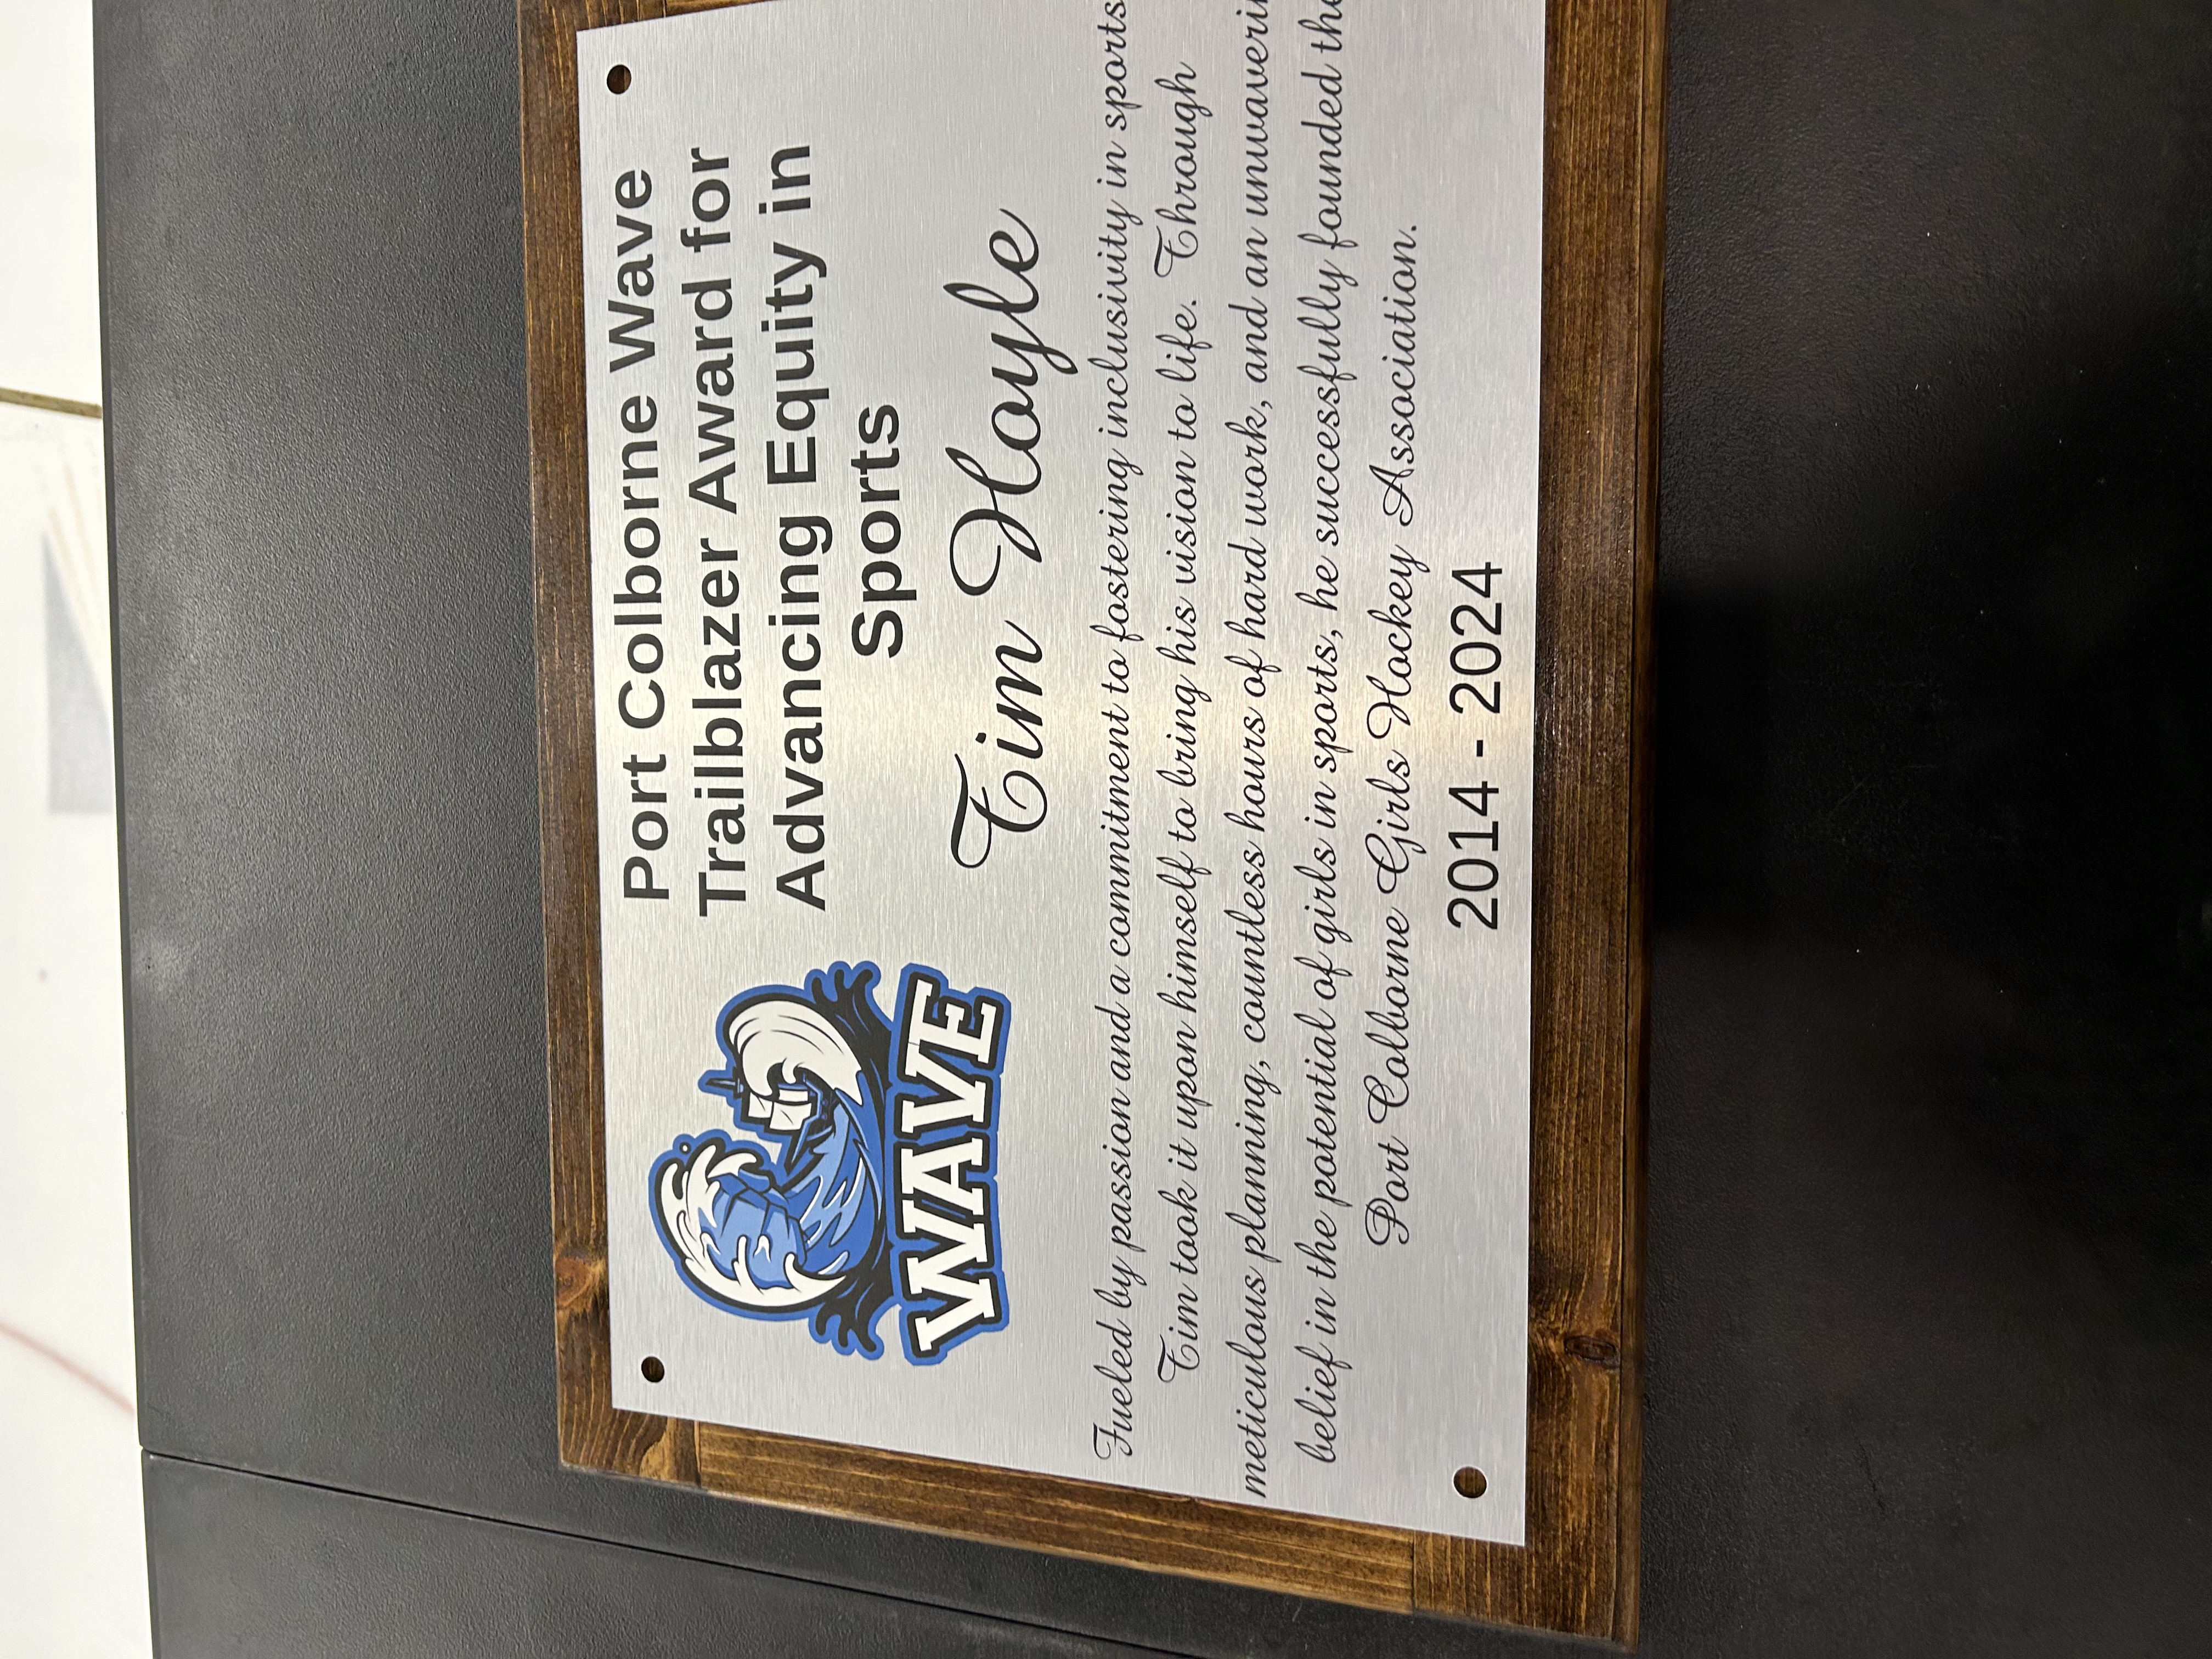 Port Colborne Wave
Trailblazer Award for
Advancing Equity in
Sports
WAVE
Tim Hoyle
Fueled by passion and a commitment to fostering inclusivity in sports
Tim took it upon himself to bring his vision to life. Through
meticulous planning, countless hours of hard work, and an
belief in the potential of girls in sports, he successfully founded the
Port Colborne Girls Hockey Association.
2014 - 2024